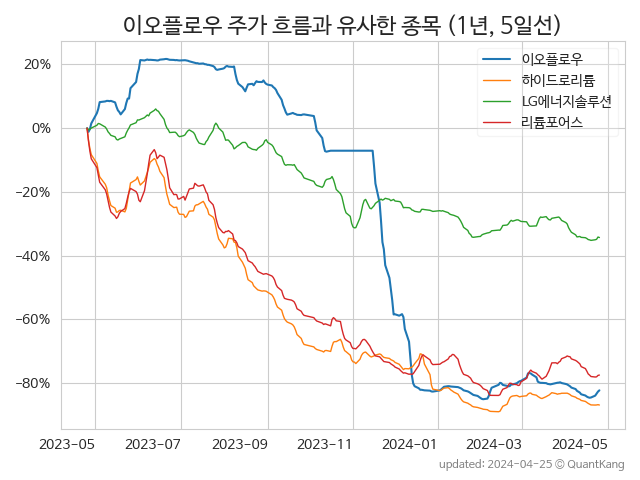 이오플로우 주가 흐름과 유사한 종목 (1년, 5일선)
이오플로우
하이드로리튬
LG에너지솔루션
리튬포어스
20%
0%
−20%
−40%
−60%
−80%
2023-05 2023-07 2023-09 2023-11 2024-01 2024-03 2024-05
updated: 2024-04-25 © QuantKang